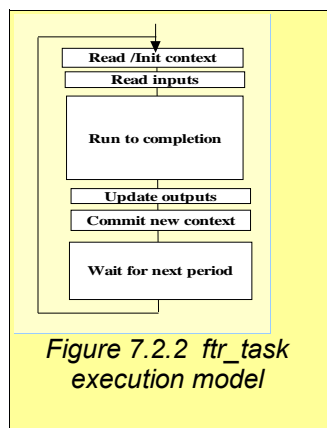 Read /Init context
Read inputs
Run to completion
Update outputs
Commit new context
Wait for next period
Figure 7.2.2 ftr_task
execution model